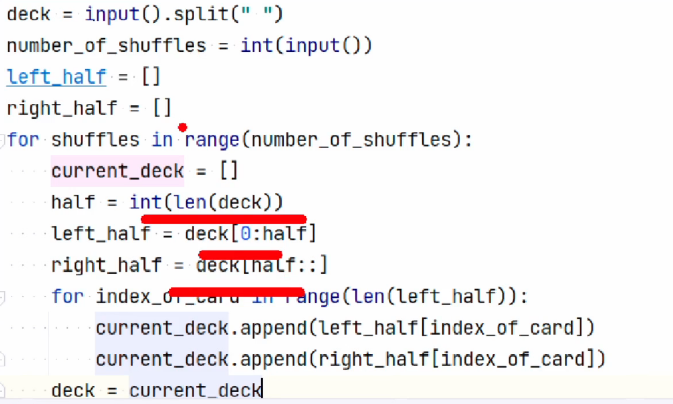 deck = input().split(" ")
number_of_shuffles = int(input())
left_half = []
right_half = []
for shuffles in range(number_of_shuffles):
    current_deck = []
    half = int(len(deck))
    left_half = deck[0:half]
    right_half = deck[half::]
    for index_of_card in range(len(left_half)):
        current_deck.append(left_half[index_of_card])
        current_deck.append(right_half[index_of_card])
    deck = current_deck